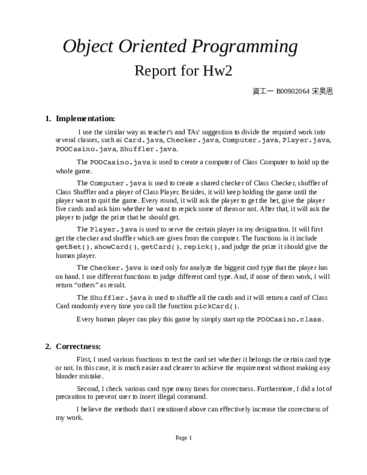 Object Oriented Programming
Report for Hw2
資工一 B00902064 宋昊恩
1. Implementation:
I use the similar way as teacher's and TAs' suggestion to divide the required work into
several classes, such as Card.java, Checker.java, Computer.java, Player.java,
POOCasino.java, Shuffler.java.
The POOCasino.java is used to create a computer of Class Computer to hold up the
whole game.
The Computer.java is used to create a shared checker of Class Checker, shuffler of
Class Shuffler and a player of Class Player. Besides, it will keep holding the game until the
player want to quit the game. Every round, it will ask the player to get the bet, give the player
five cards and ask him whether he want to repick some of them or not. After that, it will ask the
player to judge the prize that he should get.
The Player.java is used to serve the certain player in my designation. It will first
get the checker and shuffler which are given from the computer. The functions in it include
getBet(), showCard(), getCard(), repick(), and judge the prize it should give the
human player.
The Checker.java is used only for analyze the biggest card type that the player has
on hand. I use different functions to judge different card type. And, if none of them work, I will
return “others” as result.
The Shuffler.java is used to shuffle all the cards and it will return a card of Class
Card randomly every time you call the function pickCard().
Every human player can play this game by simply start up the POOCasino.class.
2. Correctness:
First, I used various functions to test the card set whether it belongs the certain card type
or not. In this case, it is much easier and clearer to achieve the requirement without making any
blunder mistake.
Second, I check various card type many times for correctness. Furthermore, I did a lot of
precaution to prevent user to insert illegal command.
I believe the methods that I mentioned above can effectively increase the correctness of
my work.
Page 1